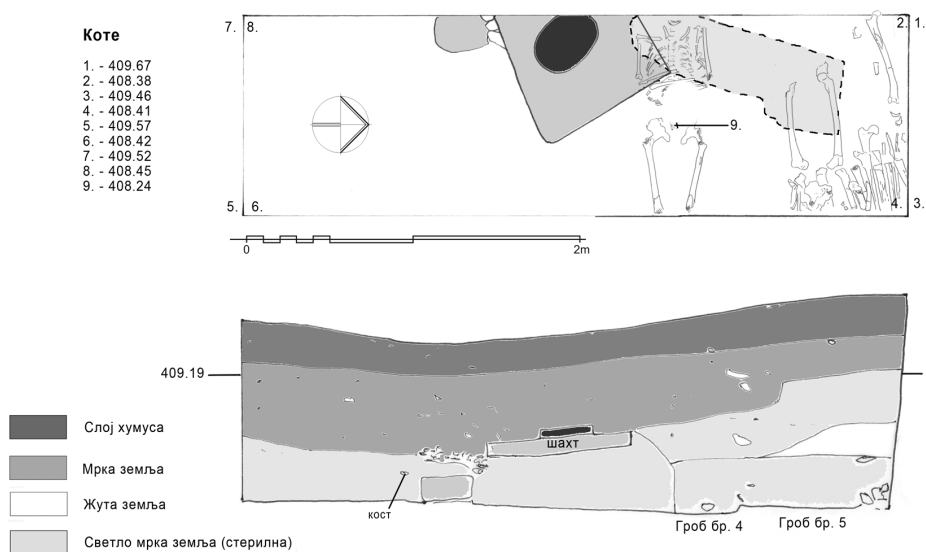 Коте
1. - 409.67
2. - 408.38
3. - 409.46
4. - 408.41
5. - 409.57
6. - 408.42
7. - 409.52
8. - 408.45
9. - 408.24
7. 8.
2. 1.
9.
5. 6.
4. 3.
0 2m
409.19
шахт
кост
Гроб бр. 4 Гроб бр. 5
Слој хумуса
Мрка земља
Жута земља
Светло мрка земља (стерилна)